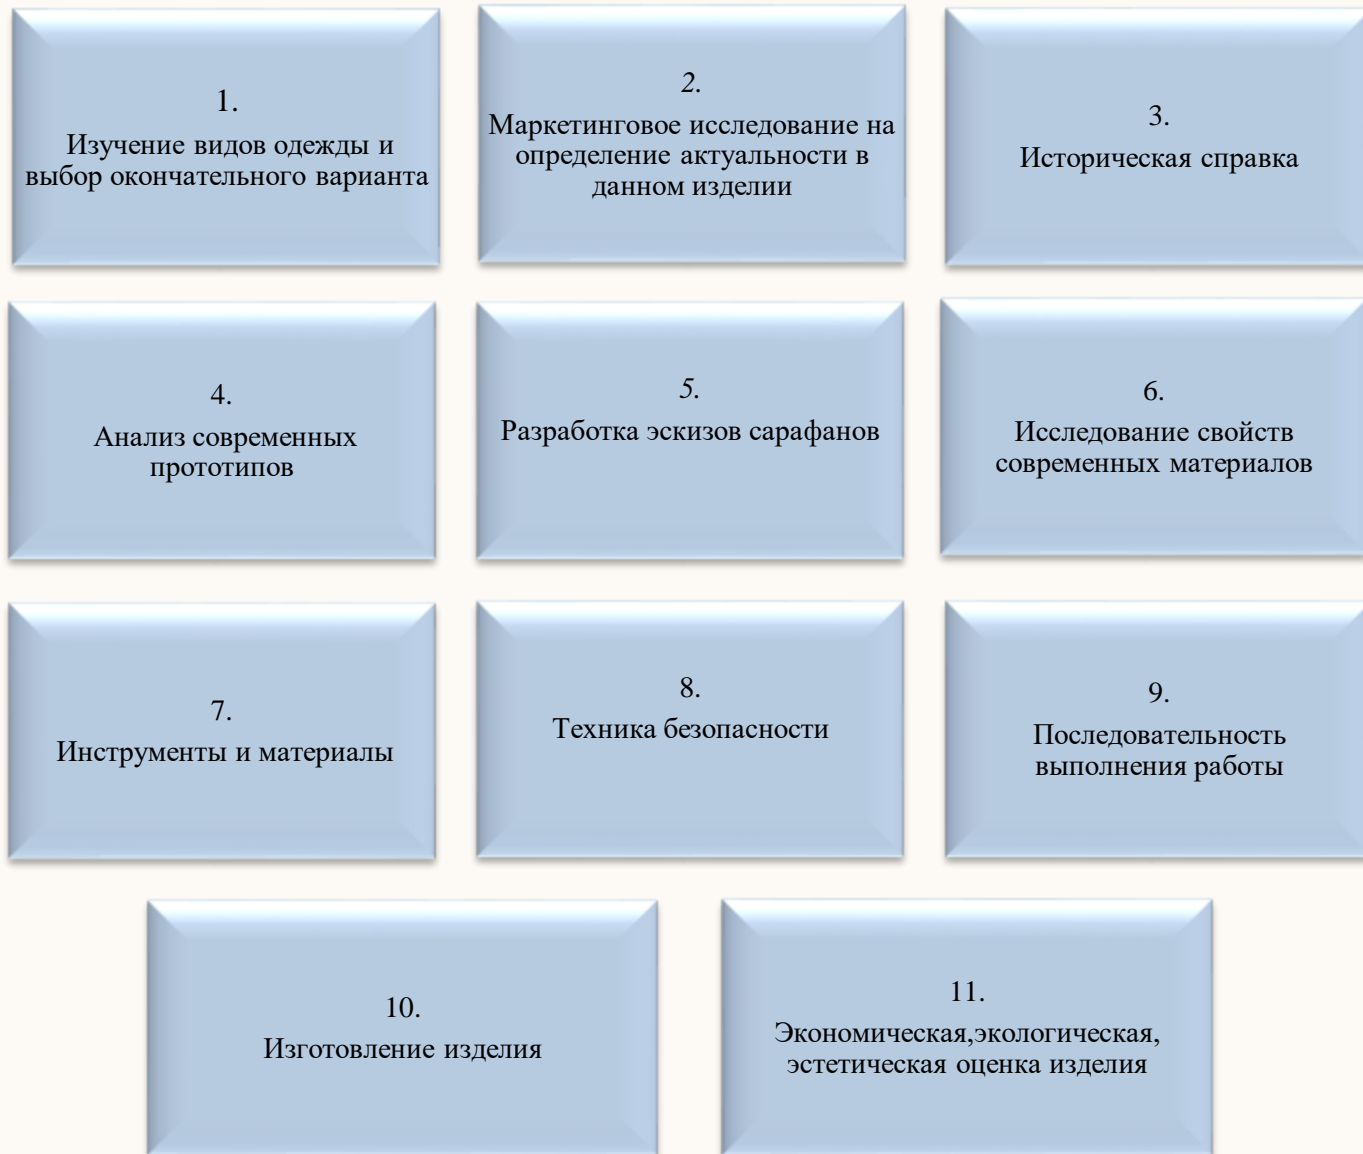 1.
Изучение видов одежды и
выбор окончательного варианта
2.
Маркетинговое исследование на
определение актуальности в
данном изделии
3.
Историческая справка
4.
Анализ современных
прототипов
5.
Разработка эскизов сарафанов
6.
Исследование свойств
современных материалов
7.
Инструменты и материалы
8.
Техника безопасности
9.
Последовательность
выполнения работы
10.
Изготовление изделия
11.
Экономическая,экологическая,
эстетическая оценка изделия